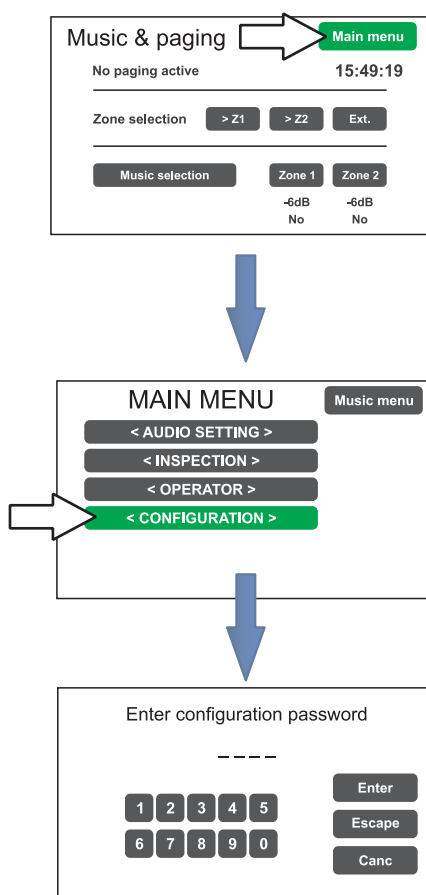 Music & paging Main menu
No paging active 15:49:19
Zone selection > Z1 > Z2 Ext.
Music selection Zone 1 Zone 2
-6dB -6dB
No No
MAIN MENU Music menu
< AUDIO SETTING >
< INSPECTION >
< OPERATOR >
< CONFIGURATION >
Enter configuration password
_ _ _ _
Enter
1 2 3 4 5
Escape
6 7 8 9 0
Canc